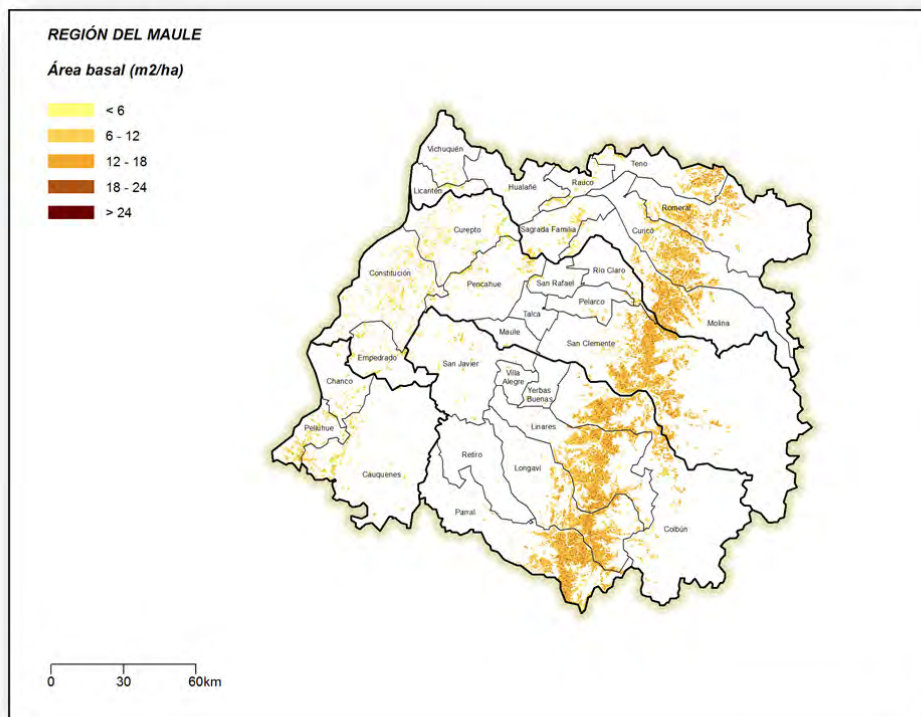 REGIÓN DEL MAULE
Área basal (m2/ha)
< 6
6 - 12
12 - 18
18 - 24
> 24
Vichuquén
Teno
Licantén
Hualañé
Rauco
Romeral
Curepto
Sagrada Familia
Curicó
Constitución
Pencahue
San Rafael
Río Claro
Pelarco
Talca
Molina
Maule
San Clemente
Empedrado
San Javier
Villa
Alegre
Chanco
Yerbas
Buenas
Pelluhue
Linares
Retiro
Longaví
Cauquenes
Parral
Colbún
0 30 60km